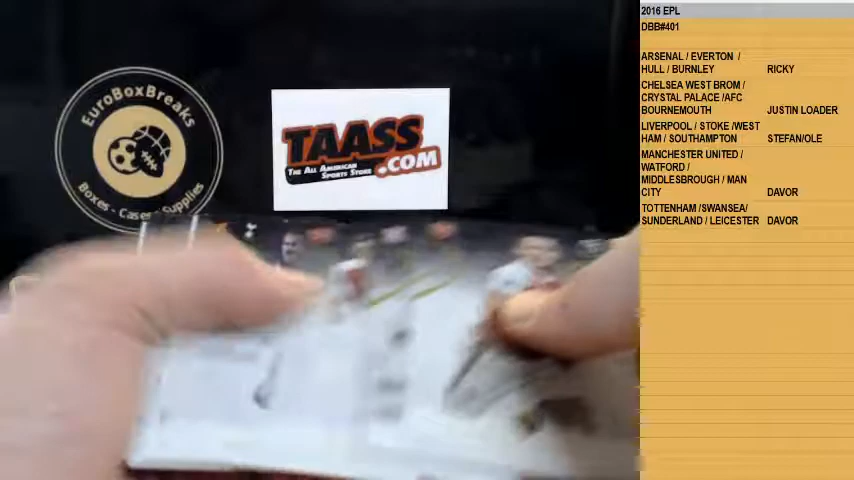 EuroBoxBreaks
Boxes - Cases - Supplies
TAASS
.COM
THE ALL AMERICAN
SPORTS STORE
2016 EPL
DBB#401
ARSENAL / EVERTON /
HULL / BURNLEY RICKY
CHELSEA WEST BROM /
CRYSTAL PALACE /AFC
BOURNEMOUTH JUSTIN LOADER
LIVERPOOL / STOKE /WEST
HAM / SOUTHAMPTON STEFAN/OLE
MANCHESTER UNITED /
WATFORD /
MIDDLESBROUGH / MAN
CITY DAVOR
TOTTENHAM /SWANSEA/
SUNDERLAND / LEICESTER DAVOR